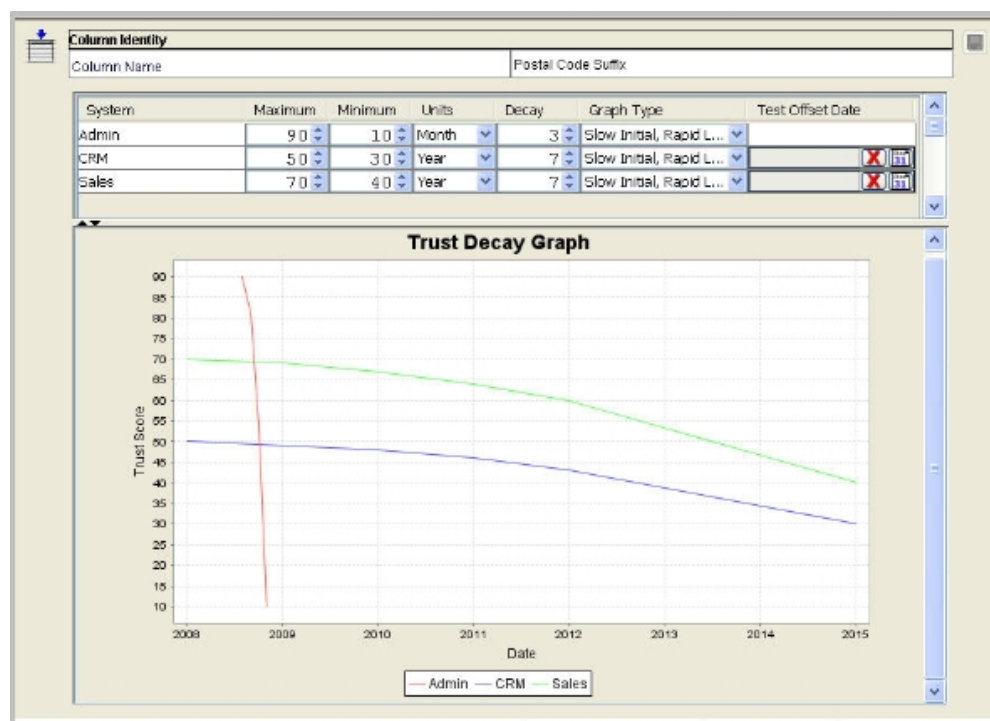 Column Identity
Column Name Postal Code Suffix
System Maximum Minimum Units Decay Graph Type Test Offset Date
Admin 90 10 Month 3 Slow Initial, Rapid L...
CRM 50 30 Year 7 Slow Initial, Rapid L... 31
Sales 70 40 Year 7 Slow Initial, Rapid L... 31
Trust Decay Graph
90
85
80
75
70
65
60
55
50
45
40
35
30
25
20
15
10
Trust Score
2008 2009 2010 2011 2012 2013 2014 2015
Date
Admin CRM Sales